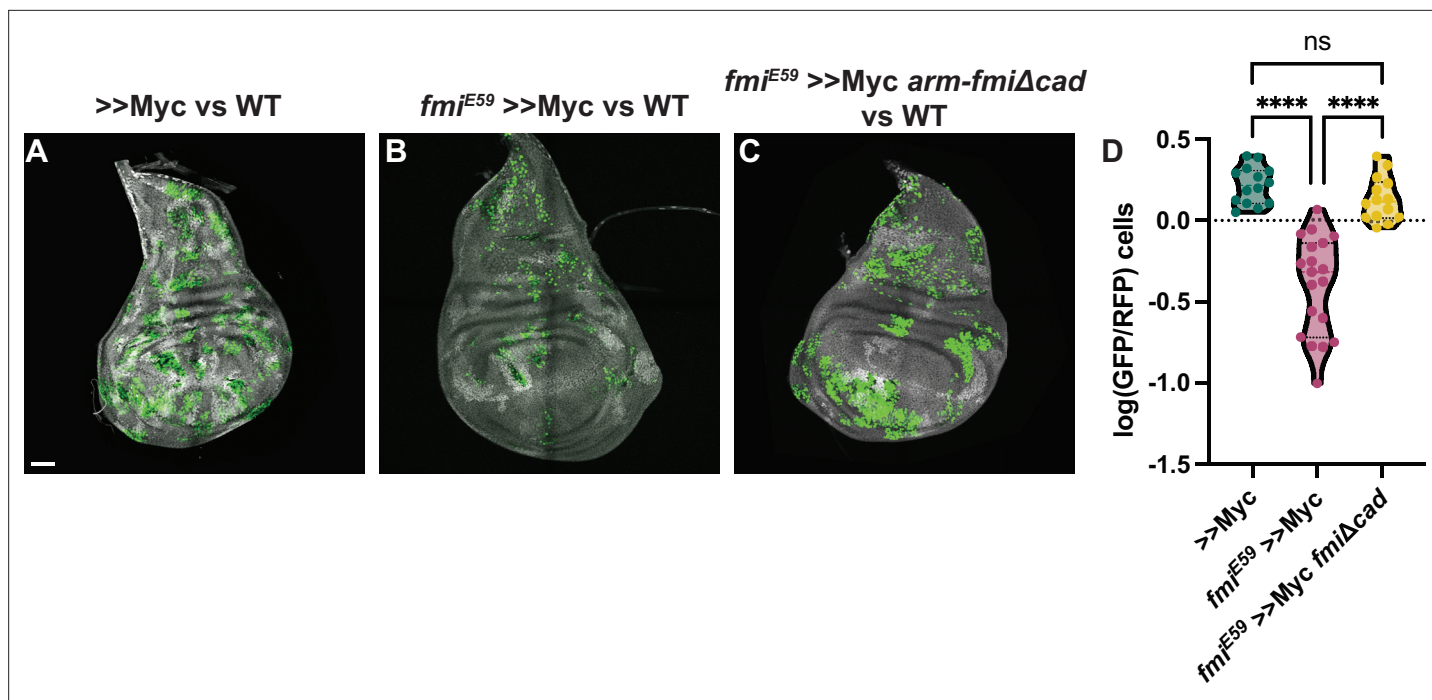 >>Myc vs WT
fmiE59 >>Myc vs WT
fmiE59 >>Myc arm-fmiΔcad
vs WT
A
B
C
D
ns
**** ****
0.5
0.0
-0.5
-1.0
-1.5
log(GFP/RFP) cells
>>Myc
fmiE59 >>Myc
fmiE59 >>Myc fmiΔcad